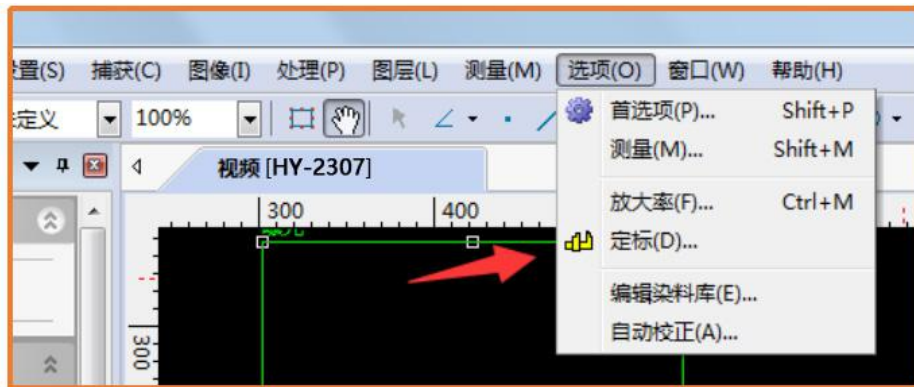 置(S) 捕获(C) 图像(I) 处理(P) 图层(L) 测量(M) 选项(O) 窗口(W) 帮助(H)
定义 100%
首选项(P)... Shift+P
测量(M)... Shift+M
视频 [HY-2307]
放大率(F)... Ctrl+M
300 400
定标(D)...
编辑染料库(E)...
自动校正(A)...
300